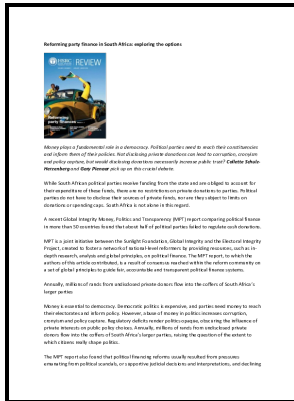 Reforming party finance in South Africa: exploring the options
REVIEW
Reforming
party finances
Money plays a fundamental role in a democracy. Political parties need to reach their constituencies
and inform them of their policies. Not disclosing private donations can lead to corruption, cronyism
and policy capture, but would disclosing donations necessarily increase public trust? Collette Schulz-
Herzenberg and Gary Pienaar pick up on this crucial debate.
While South African political parties receive funding from the state and are obliged to account for
their expenditure of these funds, there are no restrictions on private donations to parties. Political
parties do not have to disclose their sources of private funds, nor are they subject to limits on
donations or spending caps. South Africa is not alone in this regard.
A recent Global Integrity Money, Politics and Transparency (MPT) report comparing political finance
in more than 50 countries found that about half of political parties failed to regulate cash donations.
MPT is a joint initiative between the Sunlight Foundation, Global Integrity and the Electoral Integrity
Project, created to foster a network of national-level reformers by providing resources, such as in-
depth research, analysis and global principles, on political finance. The MPT report, to which the
authors of this article contributed, is a result of consensus reached within the reform community on
a set of global principles to guide fair, accountable and transparent political finance systems.
Annually, millions of rands from undisclosed private donors flow into the coffers of South Africa's
larger parties
Money is essential to democracy. Democratic politics is expensive, and parties need money to reach
their electorates and inform policy. However, abuse of money in politics increases corruption,
cronyism and policy capture. Regulatory deficits render politics opaque, obscuring the influence of
private interests on public policy choices. Annually, millions of rands from undisclosed private
donors flow into the coffers of South Africa's larger parties, raising the question of the extent to
which citizens really shape politics.
The MPT report also found that political financing reforms usually resulted from pressures
emanating from political scandals, or supportive judicial decisions and interpretations, and declining